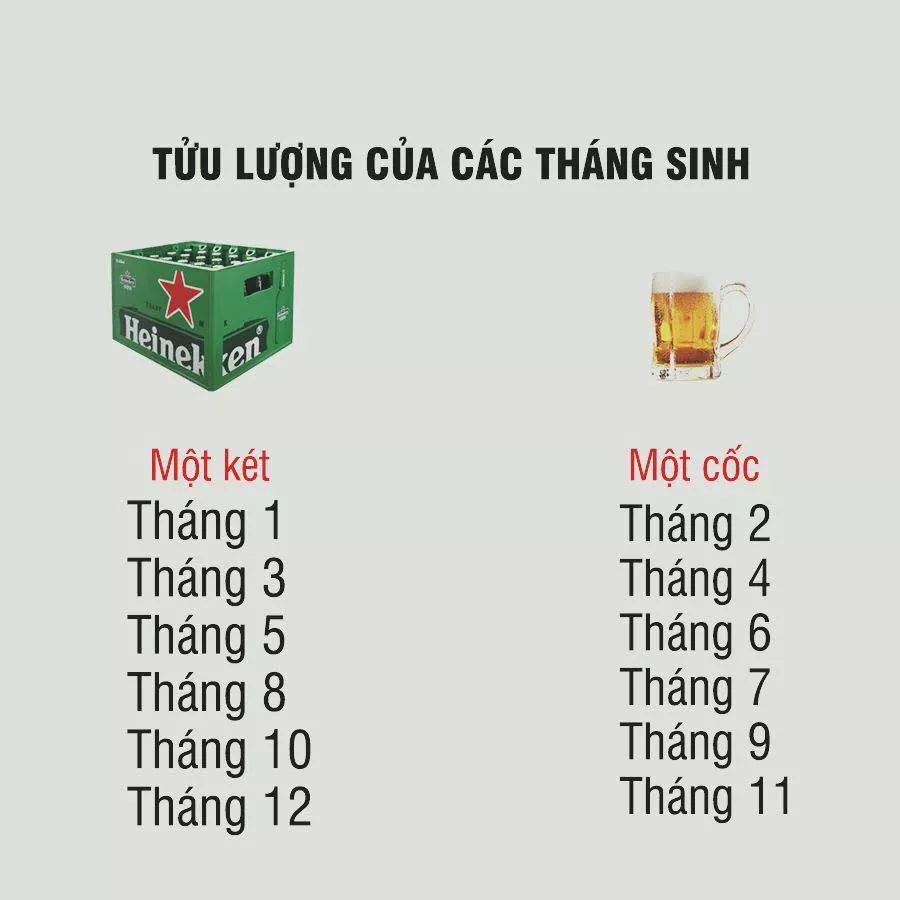 TỬU LƯỢNG CỦA CÁC THÁNG SINH
Heineken®
Một két
Tháng 1
Tháng 3
Tháng 5
Tháng 8
Tháng 10
Tháng 12
Một cốc
Tháng 2
Tháng 4
Tháng 6
Tháng 7
Tháng 9
Tháng 11